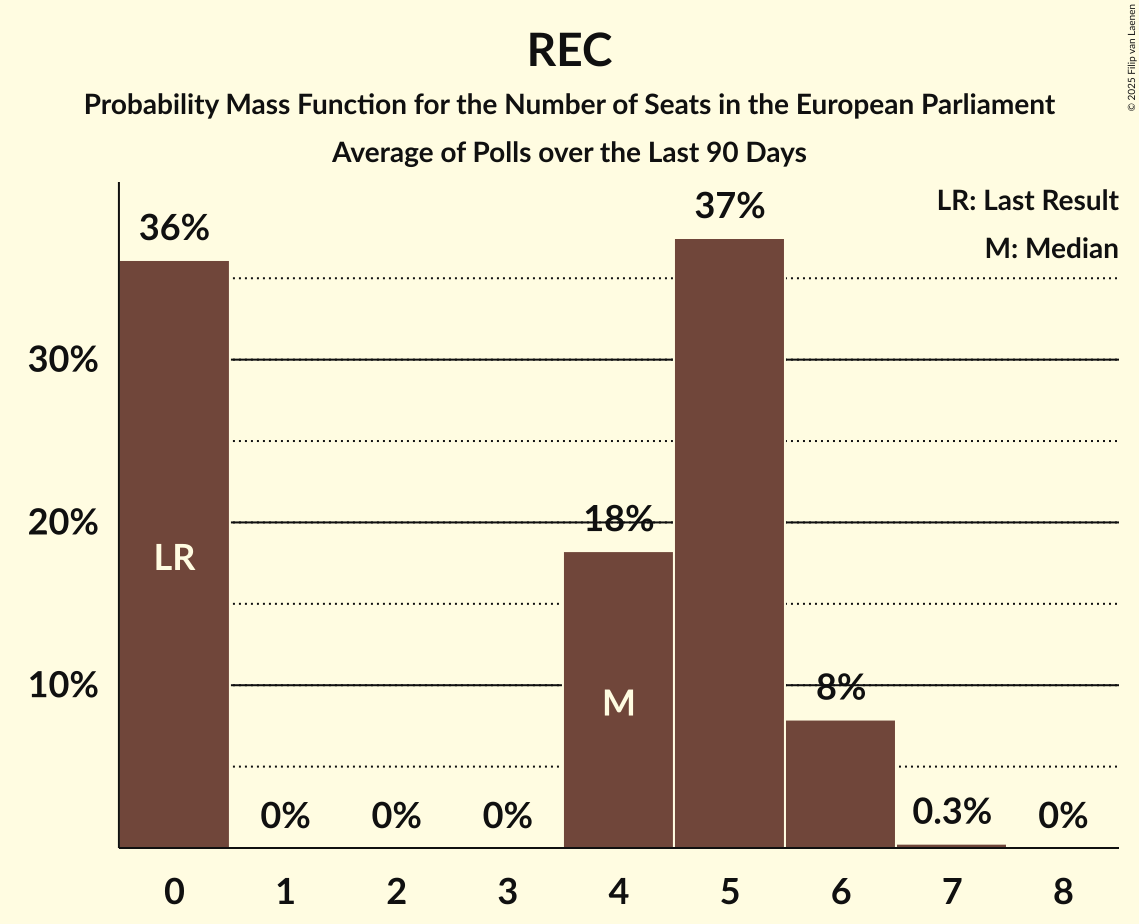 REC
Probability Mass Function for the Number of Seats in the European Parliament
Average of Polls over the Last 90 Days
© 2025 Filip van Laenen
LR: Last Result
M: Median
36%
37%
30%
18%
20%
LR
10%
M
8%
0%
0%
0%
0.3%
0%
0 1 2 3 4 5 6 7 8